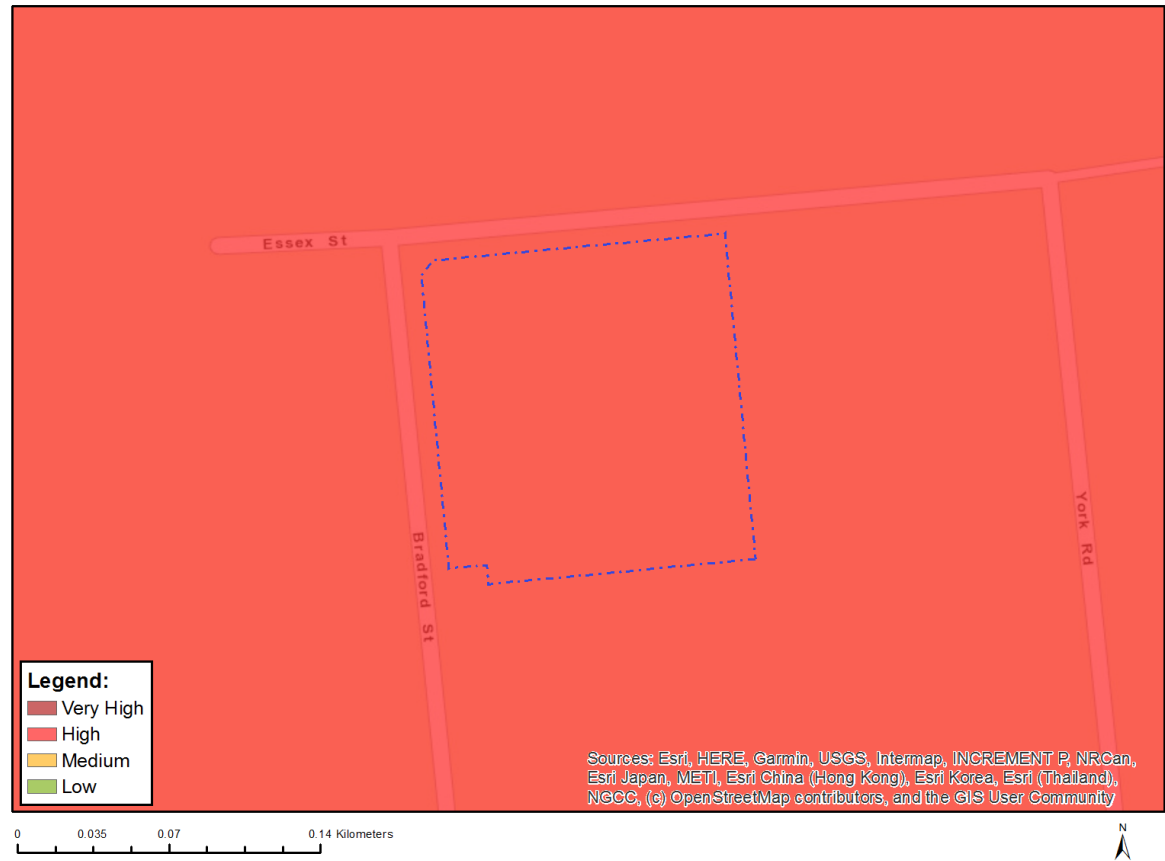 Essex St
Bradford St
York Rd
Legend:
Very High
High
Medium
Low
Sources: Esri, HERE, Garmin, USGS, Intermap, INCREMENT P, NRCan,
Esri Japan, METI, Esri China (Hong Kong), Esri Korea, Esri (Thailand),
NGCC, (c) OpenStreetMap contributors, and the GIS User Community
0 0.035 0.07 0.14 Kilometers
N